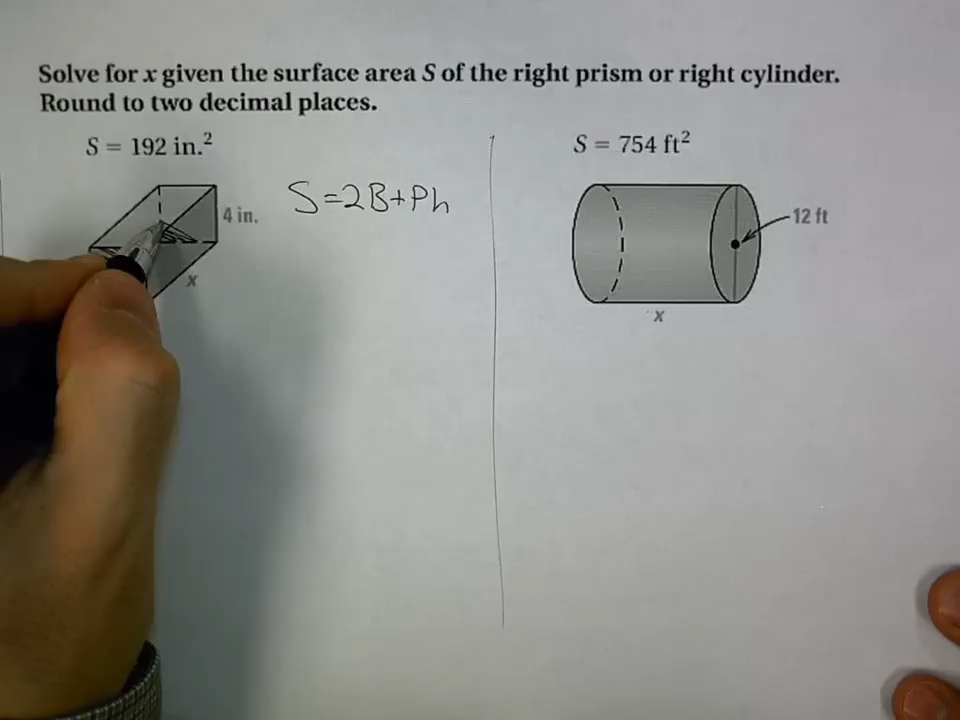 Solve for x given the surface area S of the right prism or right cylinder.
Round to two decimal places.
S = 192 in.²
S = 754 ft²
S=2B+Ph
4 in.
12 ft
x
x